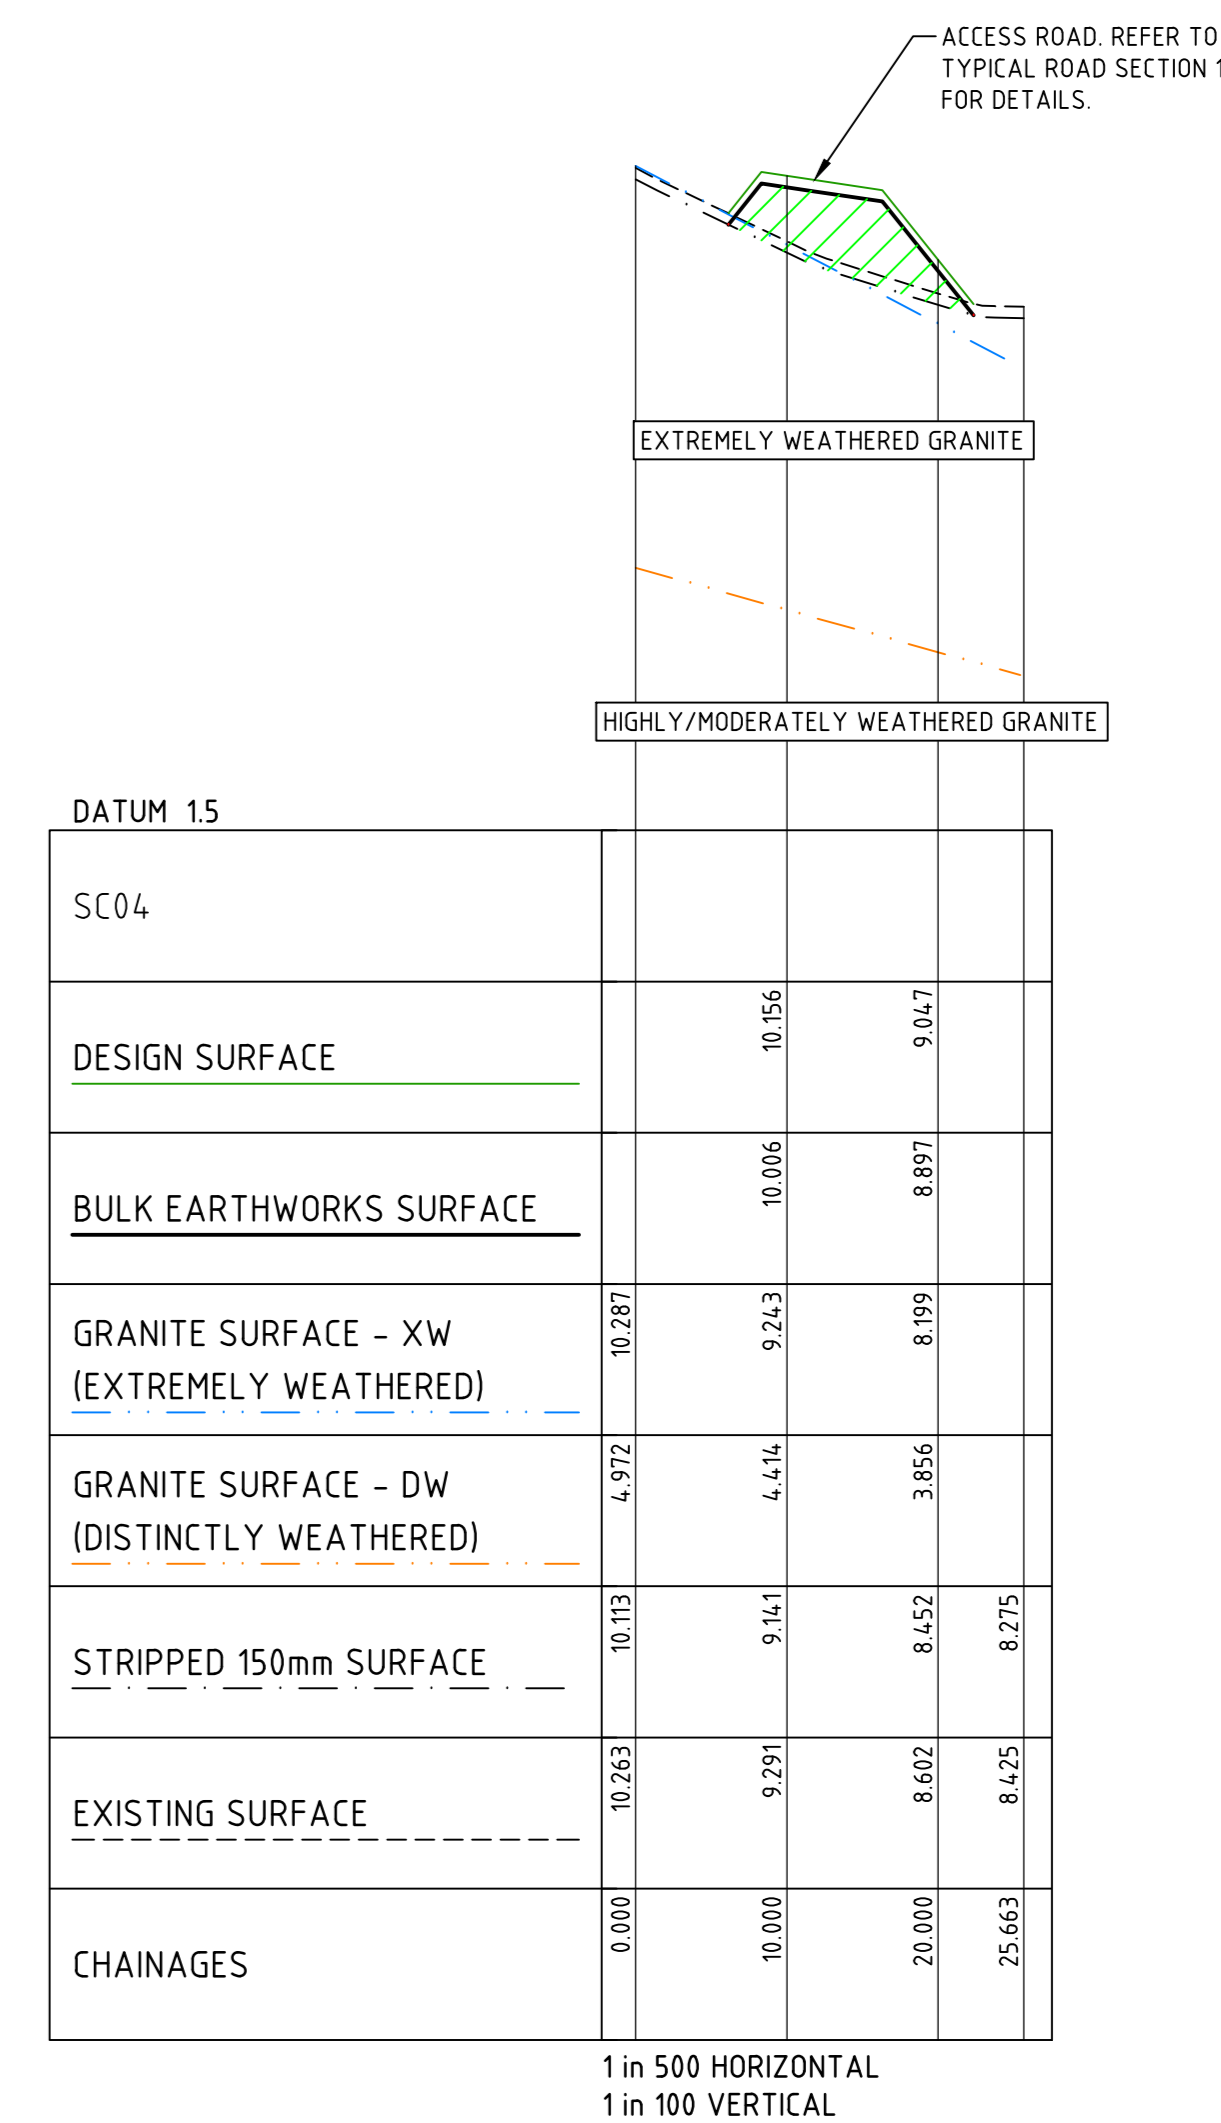 ACCESS ROAD. REFER TO
TYPICAL ROAD SECTION 1
FOR DETAILS.
EXTREMELY WEATHERED GRANITE
HIGHLY/MODERATELY WEATHERED GRANITE
DATUM 1.5
SC04
DESIGN SURFACE
10.156
9.047
BULK EARTHWORKS SURFACE
10.006
8.897
GRANITE SURFACE - XW
(EXTREMELY WEATHERED)
10.287
9.243
8.199
GRANITE SURFACE - DW
(DISTINCTLY WEATHERED)
4.972
4.414
3.856
STRIPPED 150mm SURFACE
10.113
9.141
8.452
8.275
EXISTING SURFACE
10.263
9.291
8.602
8.425
CHAINAGES
0.000
10.000
20.000
25.663
1 in 500 HORIZONTAL
1 in 100 VERTICAL